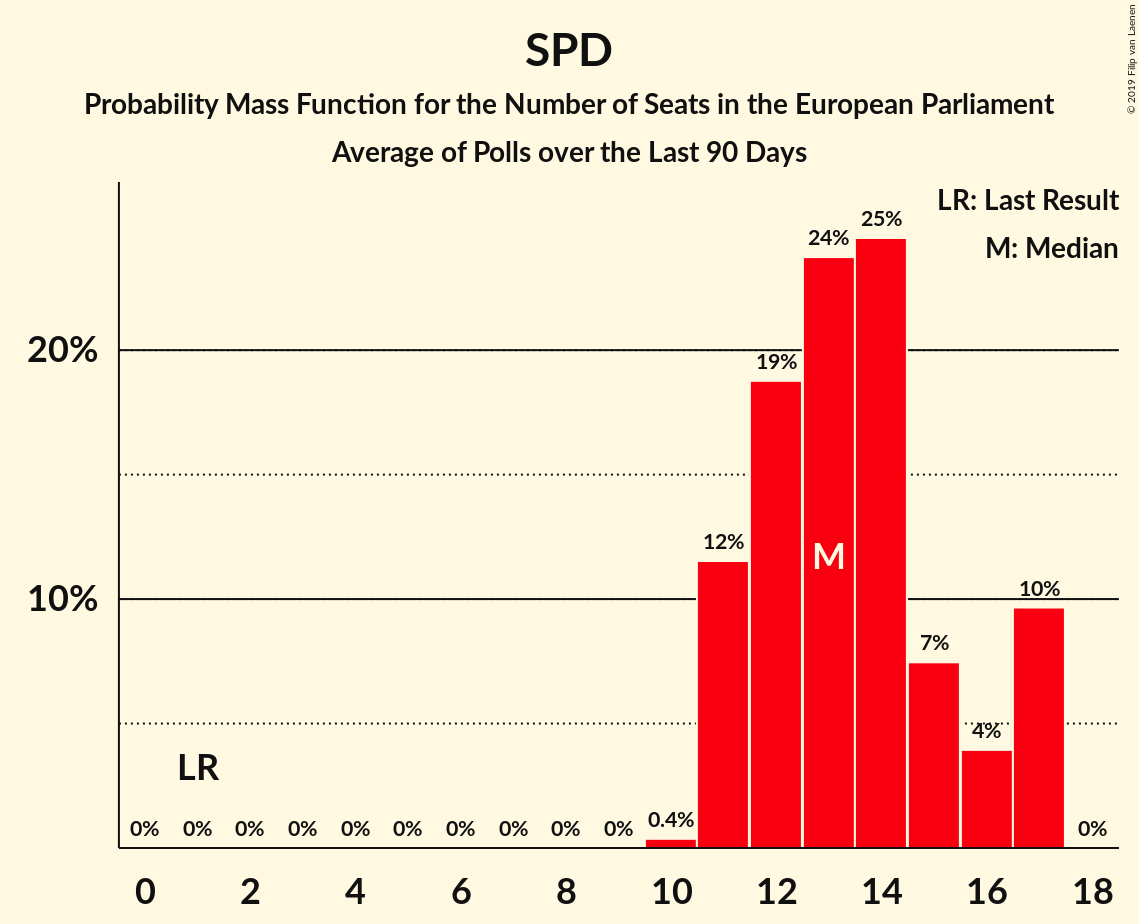 SPD
Probability Mass Function for the Number of Seats in the European Parliament
Average of Polls over the Last 90 Days
© 2019 Filip van Laenen
LR: Last Result
M: Median
25%
24%
20%
19%
12%
M
10%
10%
7%
4%
LR
0% 0% 0% 0% 0% 0% 0% 0% 0% 0% 0.4% 0%
0 2 4 6 8 10 12 14 16 18